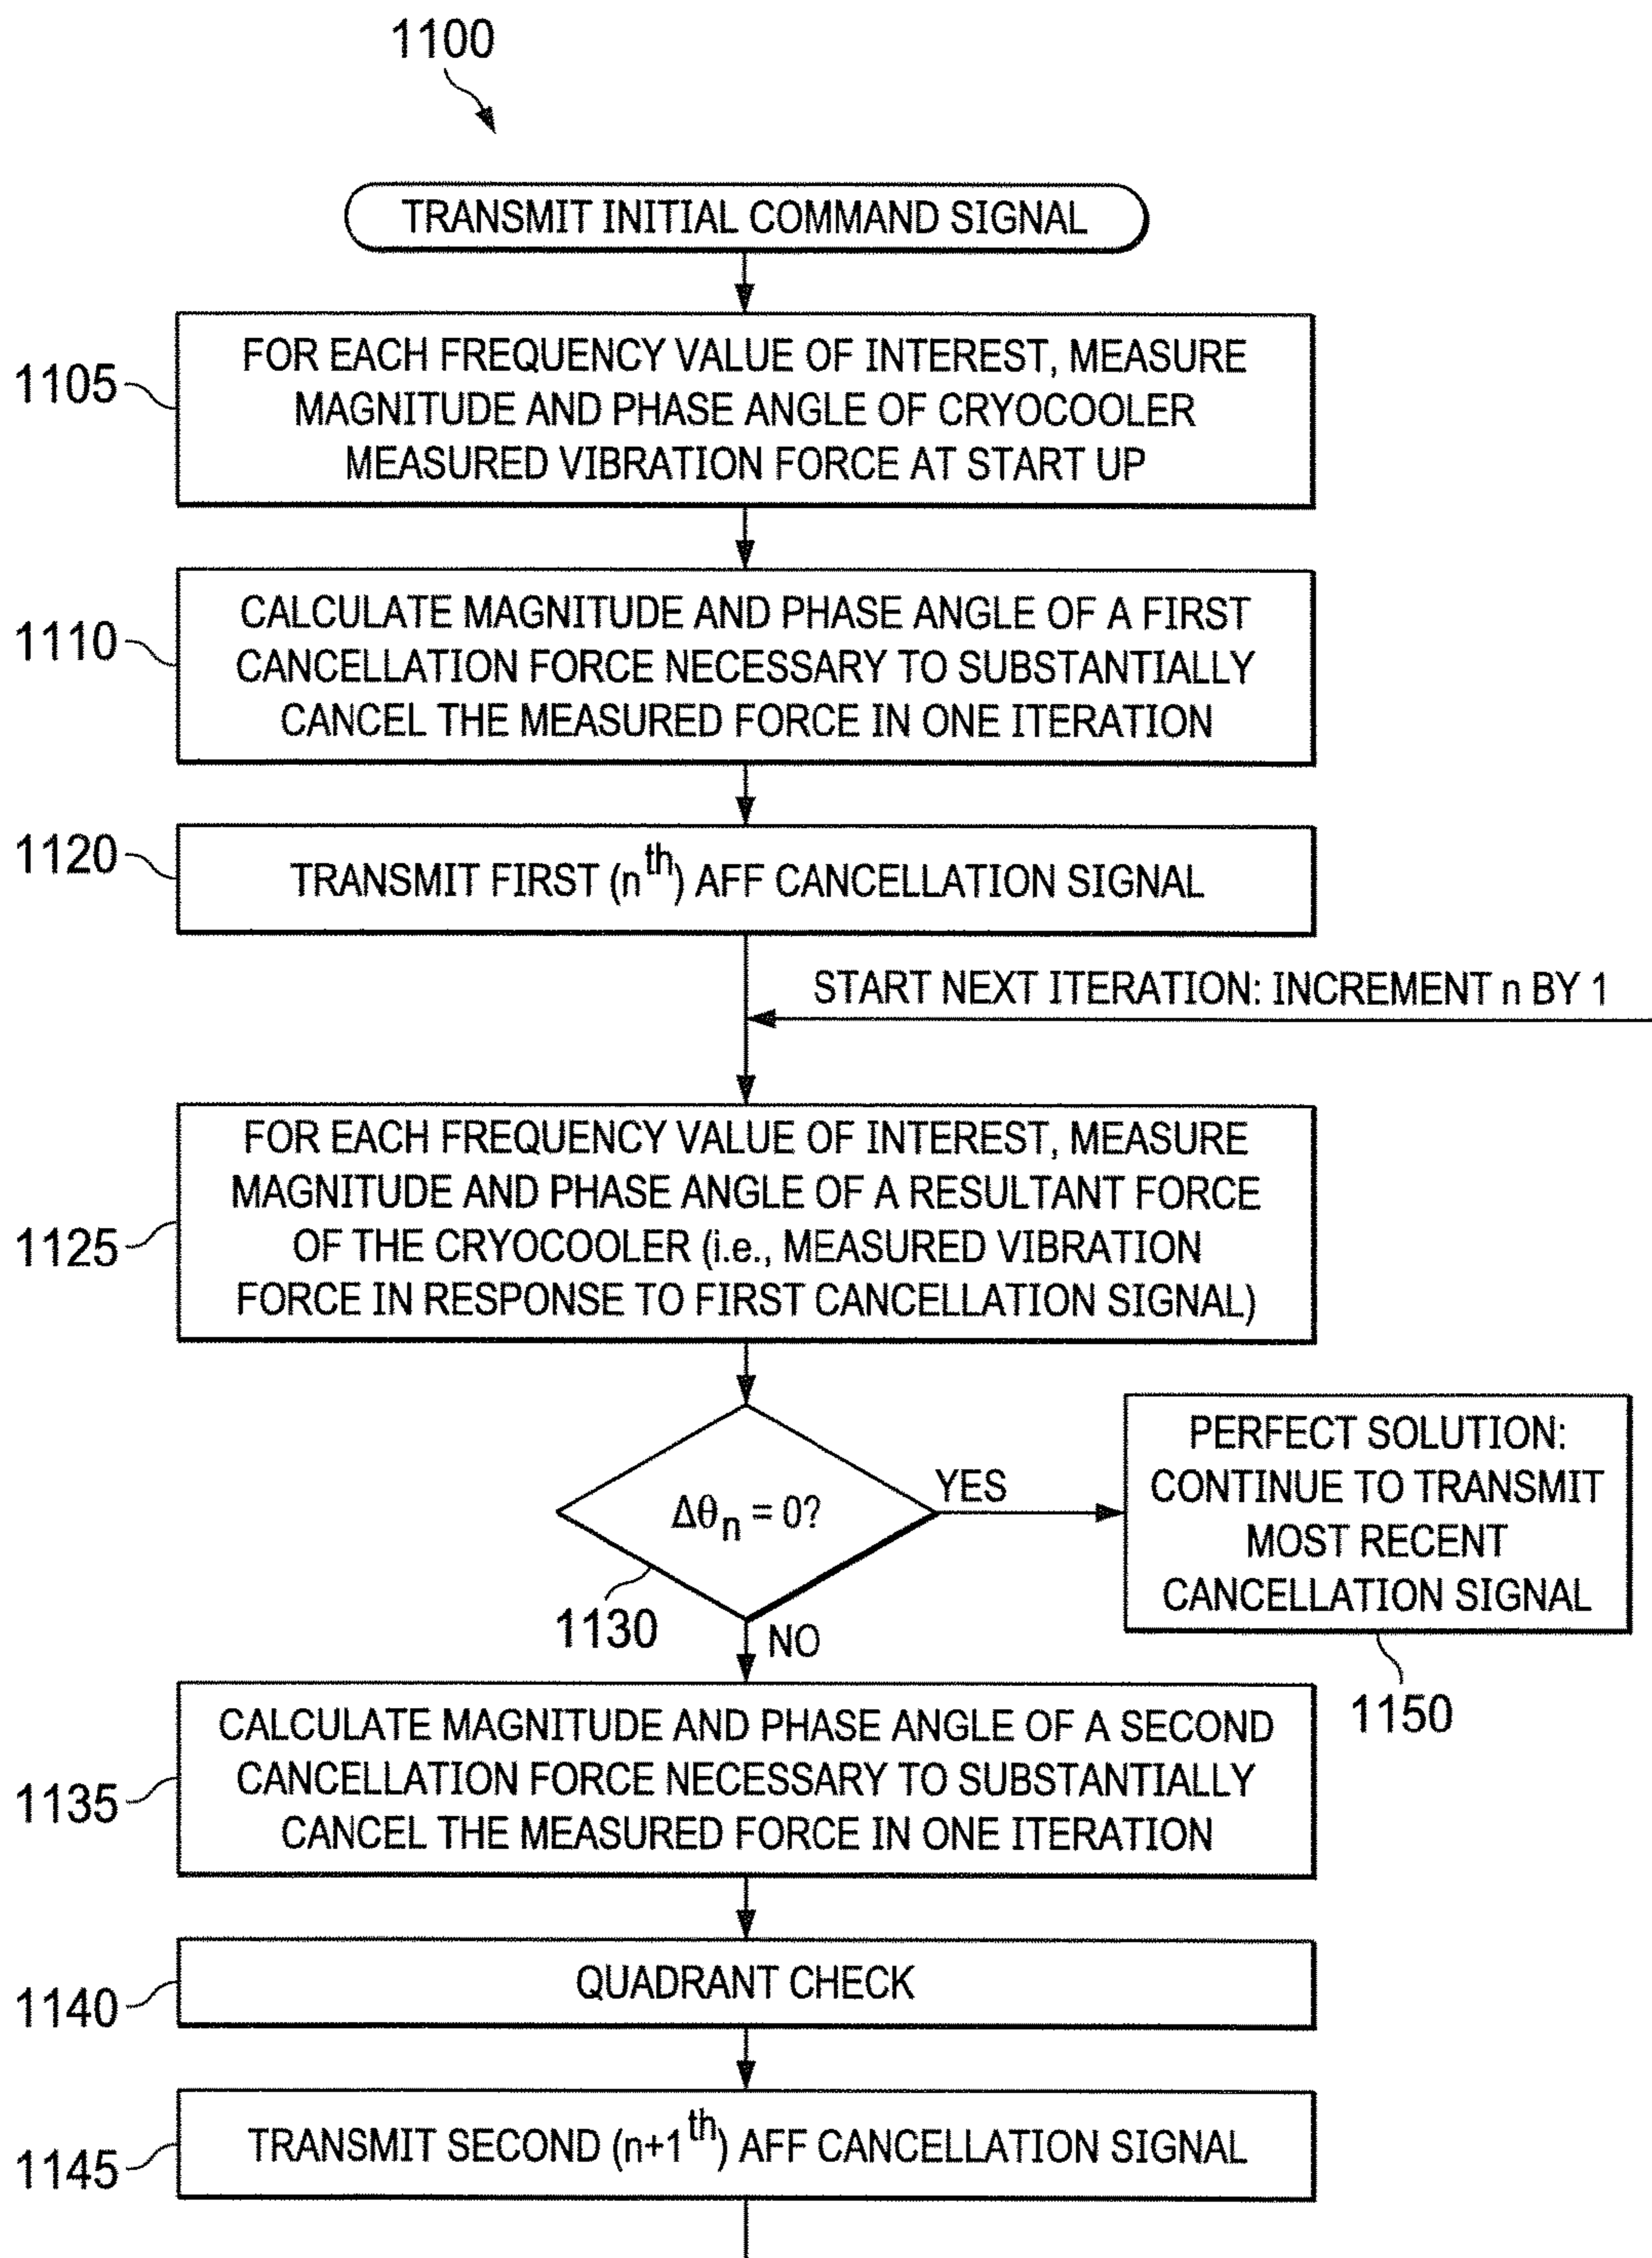 1100
TRANSMIT INITIAL COMMAND SIGNAL
1105
FOR EACH FREQUENCY VALUE OF INTEREST, MEASURE
MAGNITUDE AND PHASE ANGLE OF CRYOCOOLER
MEASURED VIBRATION FORCE AT START UP
1110
CALCULATE MAGNITUDE AND PHASE ANGLE OF A FIRST
CANCELLATION FORCE NECESSARY TO SUBSTANTIALLY
CANCEL THE MEASURED FORCE IN ONE ITERATION
1120
TRANSMIT FIRST (nth) AFF CANCELLATION SIGNAL
START NEXT ITERATION: INCREMENT n BY 1
1125
FOR EACH FREQUENCY VALUE OF INTEREST, MEASURE
MAGNITUDE AND PHASE ANGLE OF A RESULTANT FORCE
OF THE CRYOCOOLER (i.e., MEASURED VIBRATION
FORCE IN RESPONSE TO FIRST CANCELLATION SIGNAL)
Δθn = 0?
1130
YES
PERFECT SOLUTION:
CONTINUE TO TRANSMIT
MOST RECENT
CANCELLATION SIGNAL
1150
NO
1135
CALCULATE MAGNITUDE AND PHASE ANGLE OF A SECOND
CANCELLATION FORCE NECESSARY TO SUBSTANTIALLY
CANCEL THE MEASURED FORCE IN ONE ITERATION
1140
QUADRANT CHECK
1145
TRANSMIT SECOND (n+1th) AFF CANCELLATION SIGNAL